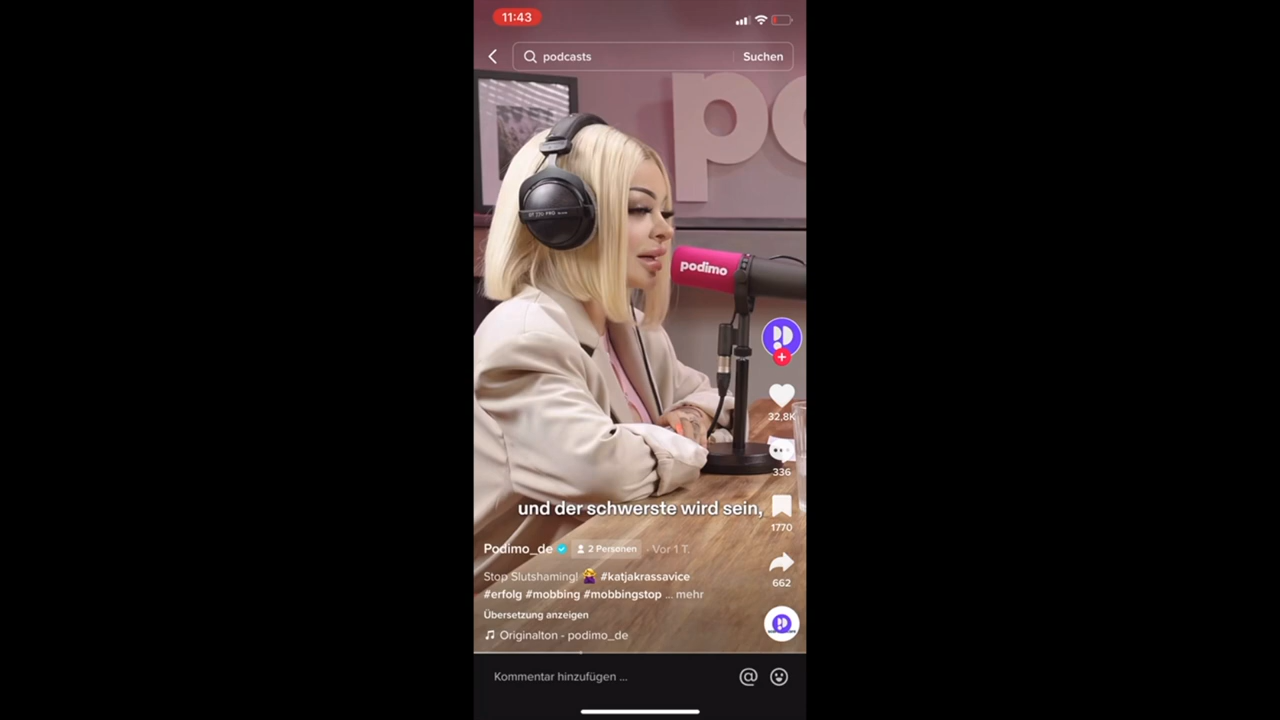 11:43
podcasts
Suchen
po
podimo
32,8K
336
und der schwerste wird sein,
1770
Podimo_de
2 Personen
· Vor 1 T.
Stop Slutshaming! 🙅‍♀️ #katjakrassavice
662
#erfolg #mobbing #mobbingstop ... mehr
Übersetzung anzeigen
Originalton - podimo_de
Kommentar hinzufügen ...
@